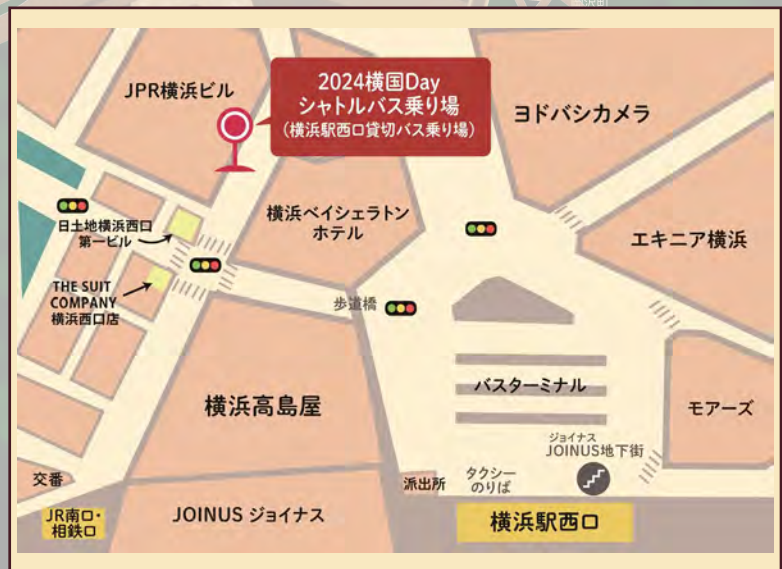 JPR横浜ビル
2024横国Day
シャトルバス乗り場
(横浜駅西口貸切バス乗り場)
ヨドバシカメラ
日土地横浜西口
第一ビル
横浜ベイシェラトン
ホテル
エキニア横浜
THE SUIT
COMPANY
横浜西口店
歩道橋
横浜高島屋
バスターミナル
モアーズ
ジョイナス
JOINUS地下街
交番
派出所
タクシー
のりば
JR南口・
相鉄口
JOINUS ジョイナス
横浜駅西口